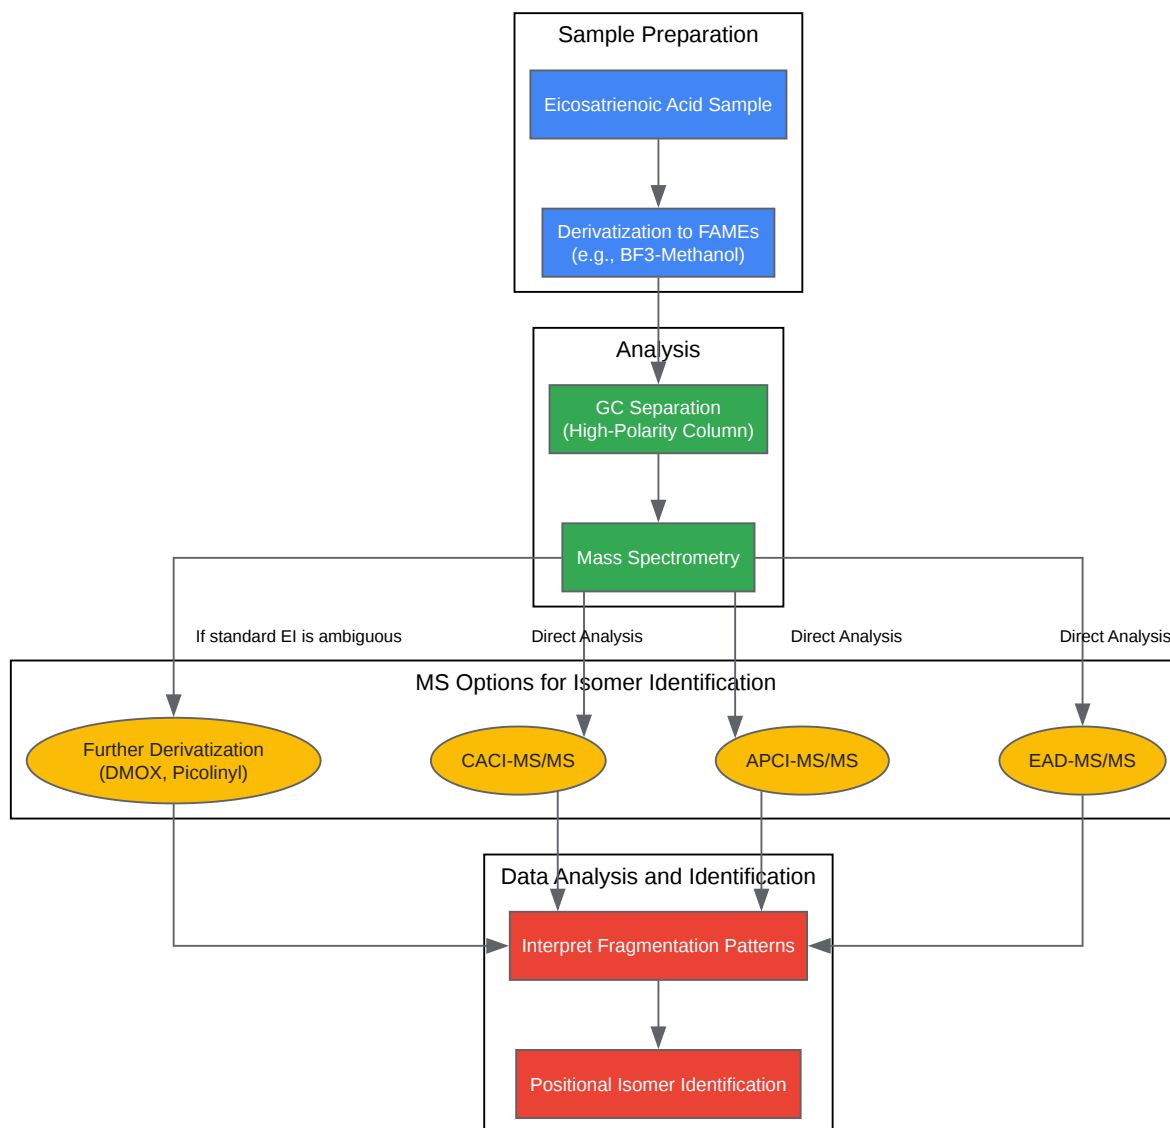 Sample Preparation
Eicosatrienoic Acid Sample
Derivatization to FAMEs
(e.g., BF3-Methanol)
Analysis
GC Separation
(High-Polarity Column)
Mass Spectrometry
If standard EI is ambiguous
Direct Analysis
Direct Analysis
Direct Analysis
MS Options for Isomer Identification
Further Derivatization
(DMOX, Picolinyl)
CACI-MS/MS
APCI-MS/MS
EAD-MS/MS
Data Analysis and Identification
Interpret Fragmentation Patterns
Positional Isomer Identification